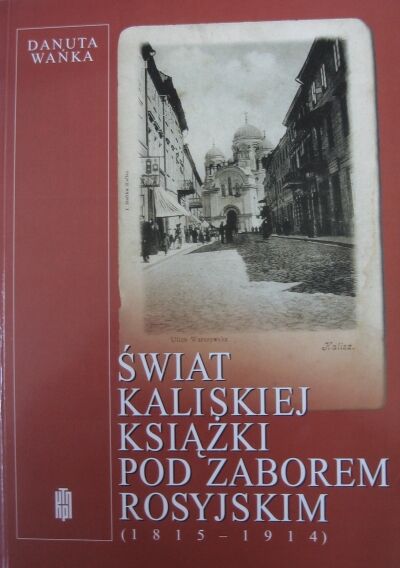 DANUTA
WAŃKA
Ulica Warszawska
Kalisz.
ŚWIAT
KALISKIEJ
KSIĄŻKI
POD ZABOREM
ROSYJSKIM
(1815–1914)